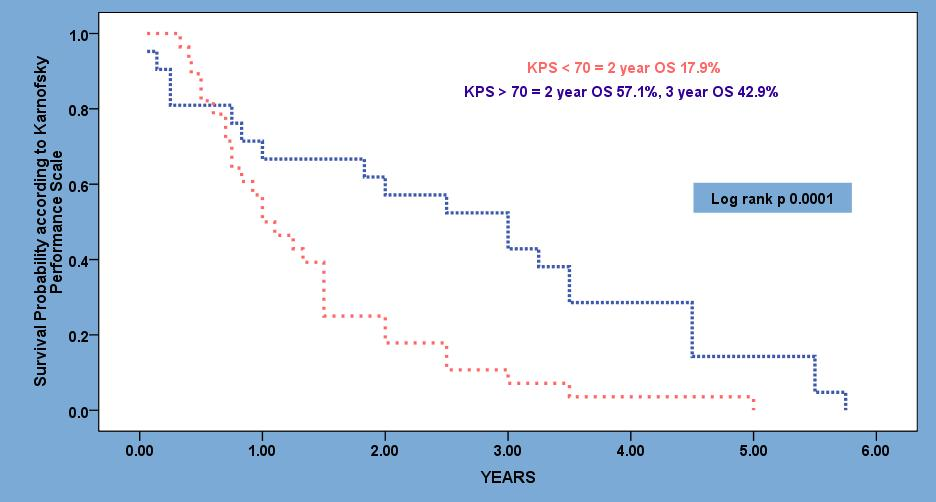 Survival Probability according to Karnofsky
Performance Scale
1.0
0.8
0.6
0.4
0.2
0.0
KPS < 70 = 2 year OS 17.9%
KPS > 70 = 2 year OS 57.1%, 3 year OS 42.9%
Log rank p 0.0001
0.00 1.00 2.00 3.00 4.00 5.00 6.00
YEARS